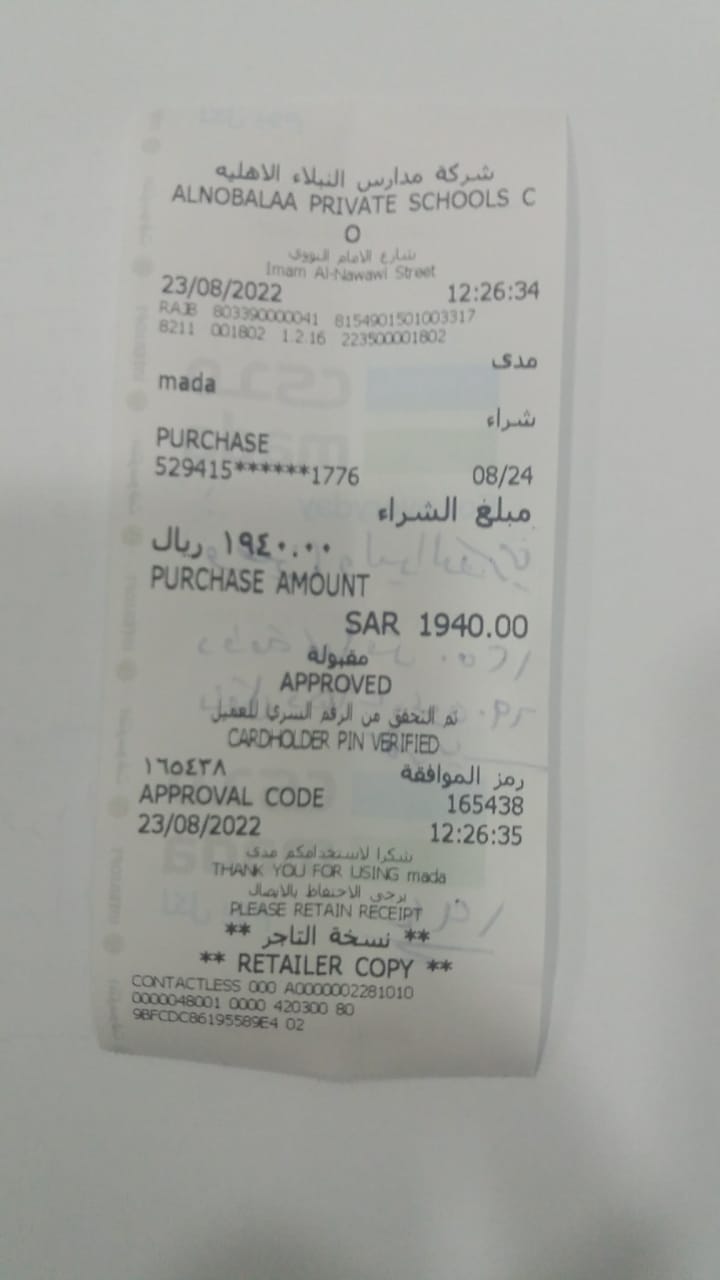 شركة مدارس النبلاء الاهليه
ALNOBALAA PRIVATE SCHOOLS C
O
شارع الامام النووي
Imam Al-Nawawi Street
23/08/2022 12:26:34
RAJB 803390000041 8154901501003317
8211 001802 1.2.16 223500001802
مدى
mada
شراء
PURCHASE
529415******1776 08/24
مبلغ الشراء
١٩٤٠.٠٠ ريال
PURCHASE AMOUNT
SAR 1940.00
مقبولة
APPROVED
تم التحقق من الرقم السري للعميل
CARDHOLDER PIN VERIFIED
رمز الموافقة ١٦٥٤٣٨
APPROVAL CODE 165438
23/08/2022 12:26:35
شكرا لاستخدامكم مدى
THANK YOU FOR USING mada
يرجى الاحتفاظ بالايصال
PLEASE RETAIN RECEIPT
** نسخة التاجر **
** RETAILER COPY **
CONTACTLESS 000 A0000002281010
0000048001 0000 420300 80
9BFCDC86195589E4 02